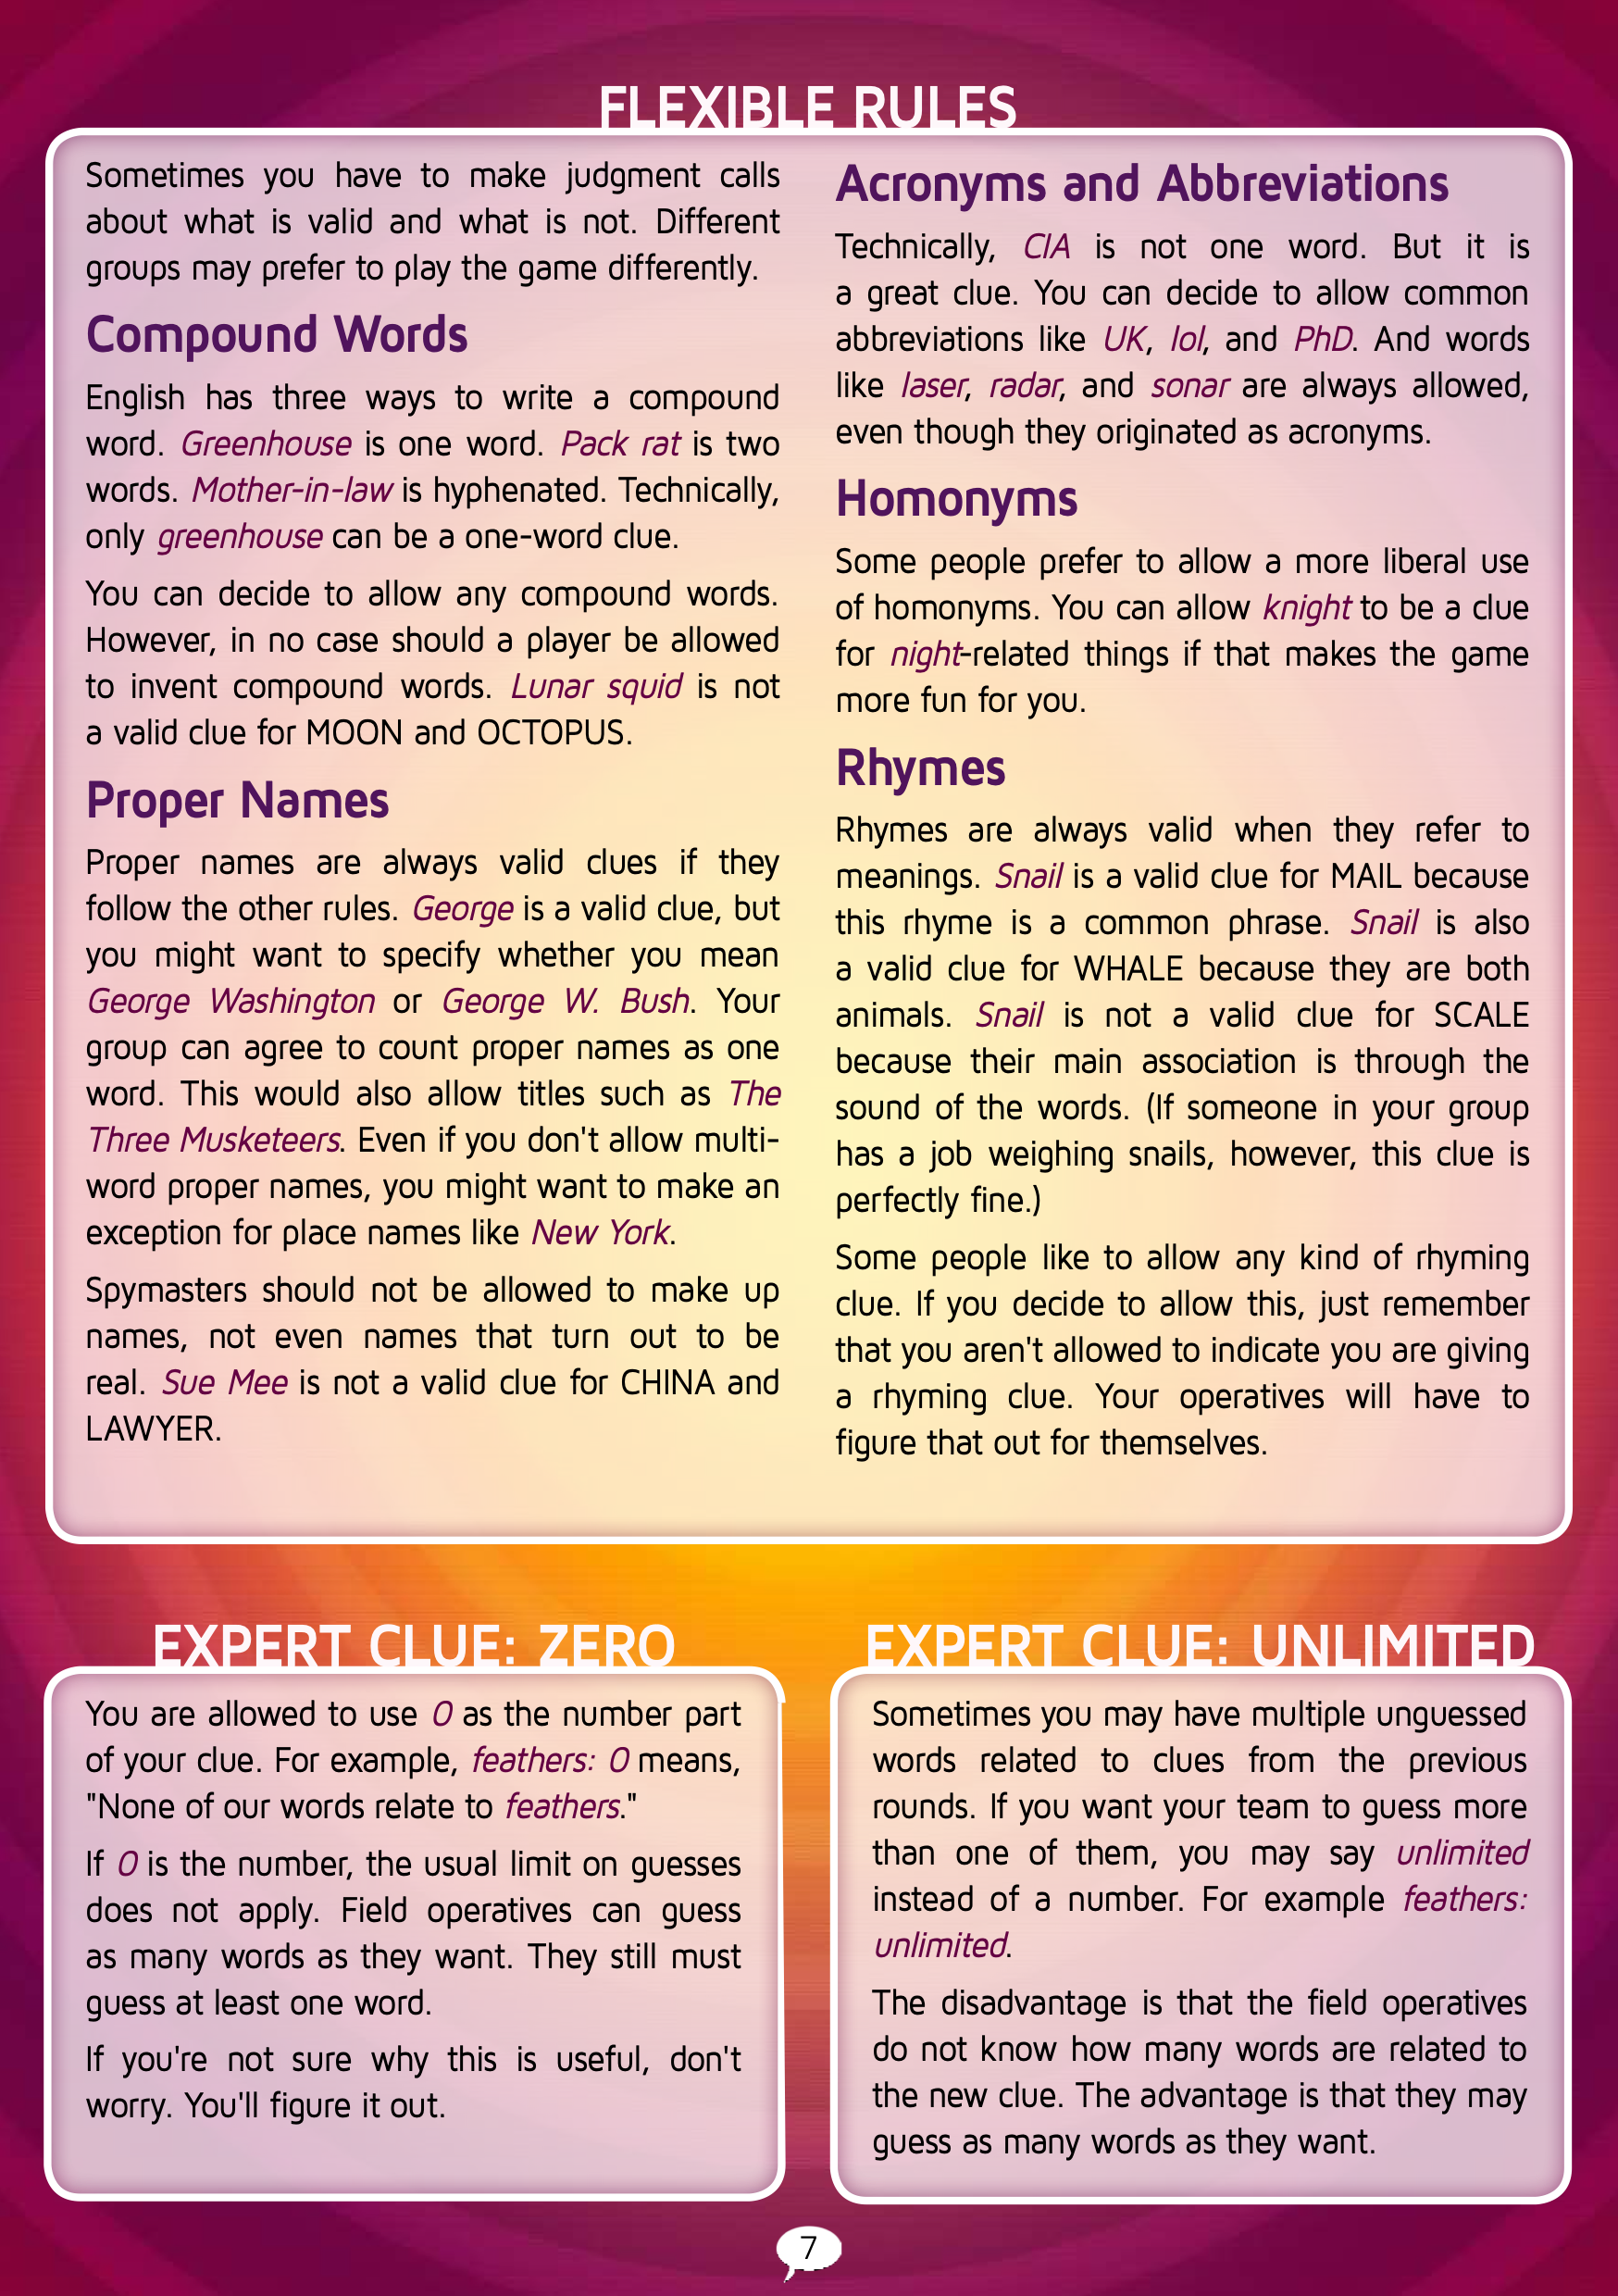 FLEXIBLE RULES
Sometimes you have to make judgment calls
about what is valid and what is not. Different
groups may prefer to play the game differently.
Compound Words
English has three ways to write a compound
word. Greenhouse is one word. Pack rat is two
words. Mother-in-law is hyphenated. Technically,
only greenhouse can be a one-word clue.
You can decide to allow any compound words.
However, in no case should a player be allowed
to invent compound words. Lunar squid is not
a valid clue for MOON and OCTOPUS.
Proper Names
Proper names are always valid clues if they
follow the other rules. George is a valid clue, but
you might want to specify whether you mean
George Washington or George W. Bush. Your
group can agree to count proper names as one
word. This would also allow titles such as The
Three Musketeers. Even if you don't allow multi-
word proper names, you might want to make an
exception for place names like New York.
Spymasters should not be allowed to make up
names, not even names that turn out to be
real. Sue Mee is not a valid clue for CHINA and
LAWYER.
Acronyms and Abbreviations
Technically, CIA is not one word. But it is
a great clue. You can decide to allow common
abbreviations like UK, lol, and PhD. And words
like laser, radar, and sonar are always allowed,
even though they originated as acronyms.
Homonyms
Some people prefer to allow a more liberal use
of homonyms. You can allow knight to be a clue
for night-related things if that makes the game
more fun for you.
Rhymes
Rhymes are always valid when they refer to
meanings. Snail is a valid clue for MAIL because
this rhyme is a common phrase. Snail is also
a valid clue for WHALE because they are both
animals. Snail is not a valid clue for SCALE
because their main association is through the
sound of the words. (If someone in your group
has a job weighing snails, however, this clue is
perfectly fine.)
Some people like to allow any kind of rhyming
clue. If you decide to allow this, just remember
that you aren't allowed to indicate you are giving
a rhyming clue. Your operatives will have to
figure that out for themselves.
EXPERT CLUE: ZERO
You are allowed to use 0 as the number part
of your clue. For example, feathers: 0 means,
"None of our words relate to feathers."
If 0 is the number, the usual limit on guesses
does not apply. Field operatives can guess
as many words as they want. They still must
guess at least one word.
If you're not sure why this is useful, don't
worry. You'll figure it out.
EXPERT CLUE: UNLIMITED
Sometimes you may have multiple unguessed
words related to clues from the previous
rounds. If you want your team to guess more
than one of them, you may say unlimited
instead of a number. For example feathers:
unlimited.
The disadvantage is that the field operatives
do not know how many words are related to
the new clue. The advantage is that they may
guess as many words as they want.
7